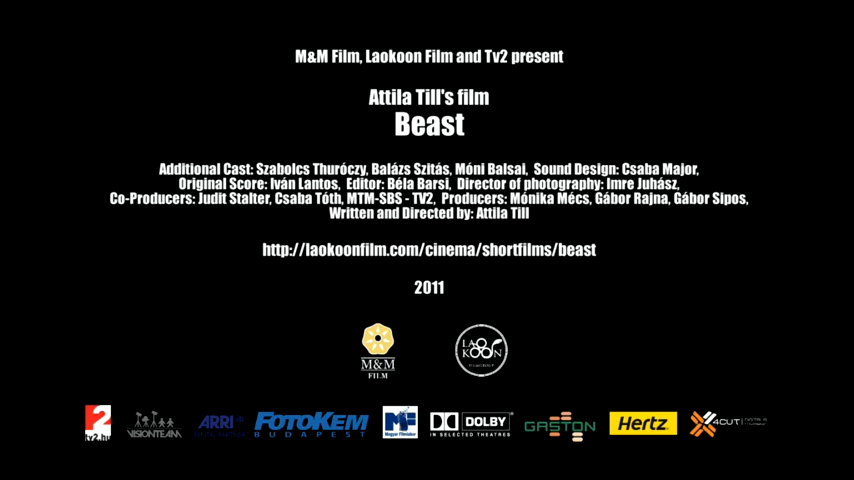 M&M Film, Laokoon Film and Tv2 present
Attila Till's film
Beast
Additional Cast: Szabolcs Thuróczy, Balázs Szitás, Móni Balsai, Sound Design: Csaba Major,
Original Score: Iván Lantos, Editor: Béla Barsi, Director of photography: Imre Juhász,
Co-Producers: Judit Stalter, Csaba Tóth, MTM-SBS - TV2, Producers: Mónika Mécs, Gábor Rajna, Gábor Sipos,
Written and Directed by: Attila Till
http://laokoonfilm.com/cinema/shortfilms/beast
2011
M&M
FILM
LAO
KOON
2
tv2.hu
VISIONTEAM
ARRI
FOTOKEM
BUDAPEST
MF
Magyar Filmlabor
DOLBY
IN SELECTED THEATRES
GASTON
Hertz.
4CUT